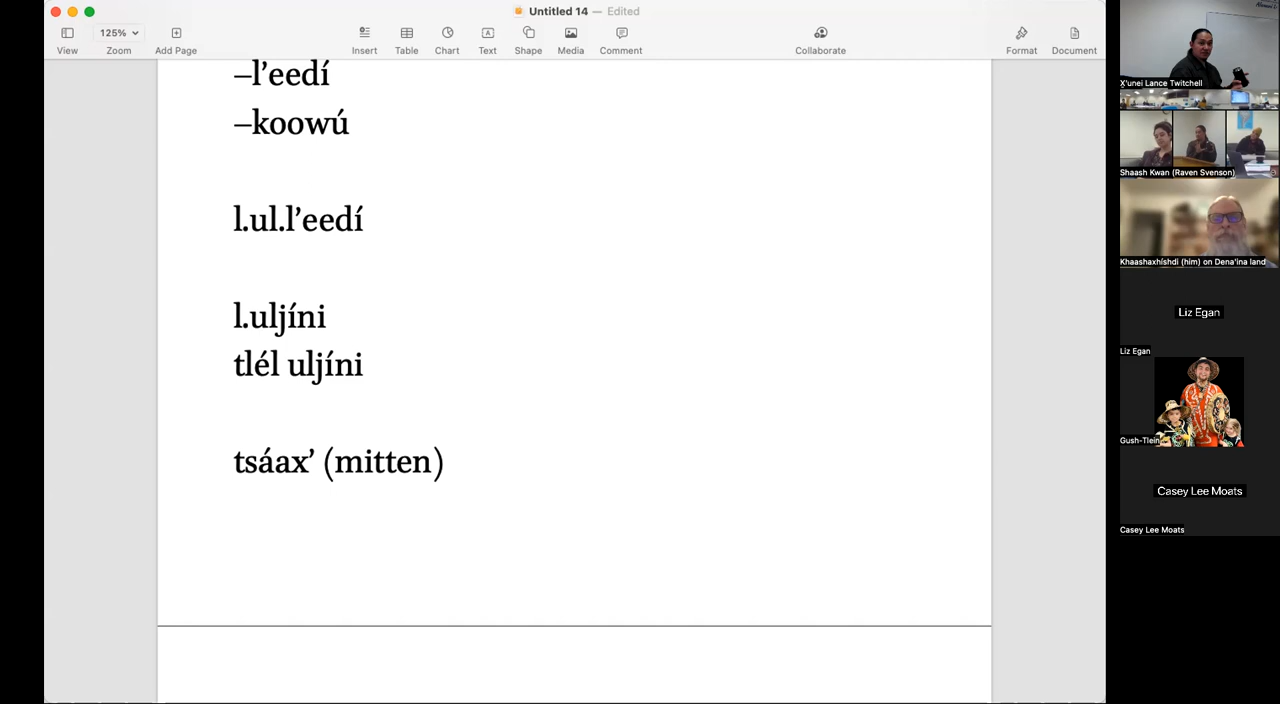 Untitled 14 — Edited
125%
View
Zoom
Add Page
Insert
Table
Chart
Text
Shape
Media
Comment
Collaborate
Format
Document
–l’eedí
–koowú
l.ul.l’eedí
l.uljíni
tlél uljíni
tsáax’ (mitten)
X̱'unei Lance Twitchell
Shaash Kwan (Raven Svenson)
Khaashaxhíshdi (him) on Dena'ina land
Liz Egan
Liz Egan
Gush-Tlein
Casey Lee Moats
Casey Lee Moats